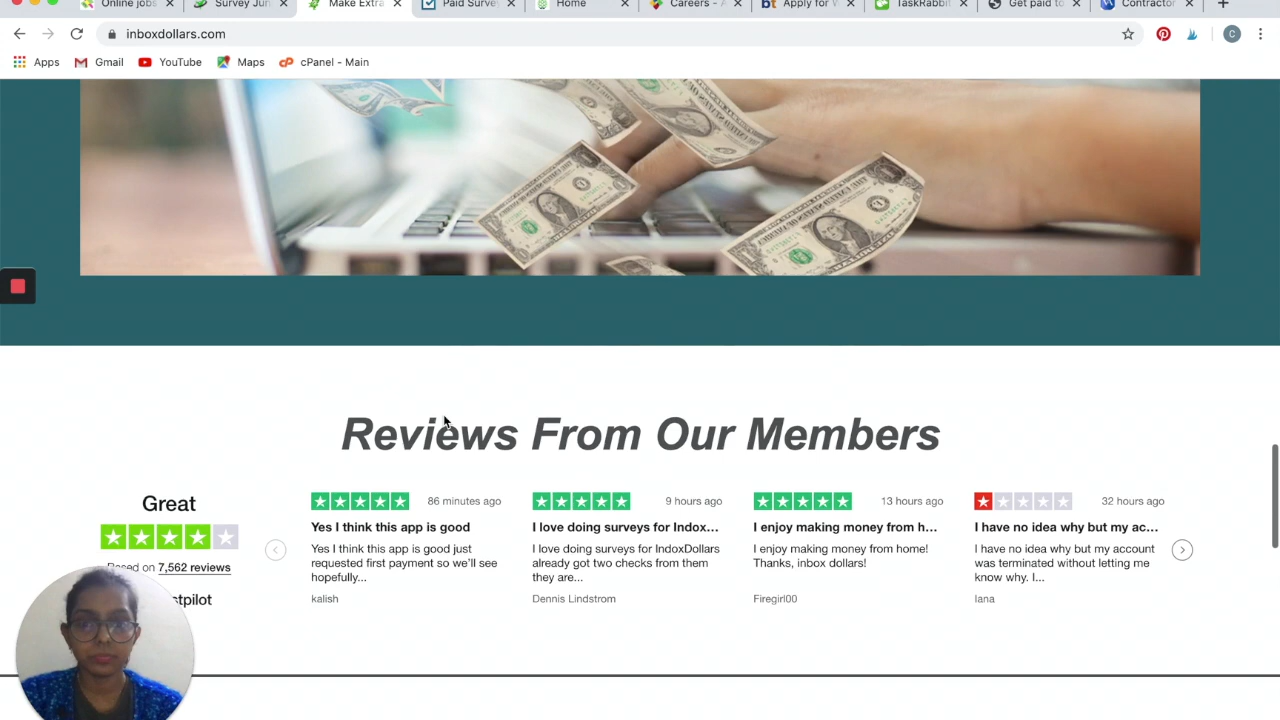 Online jobs
Survey Jun
Make Extra
Paid Survey
Home
Careers - A
Apply for W
TaskRabbit
Get paid to
Contractor
inboxdollars.com
C
Apps
Gmail
YouTube
Maps
cPanel - Main
Reviews From Our Members
Great
Based on 7,562 reviews
stpilot
86 minutes ago
Yes I think this app is good
Yes I think this app is good just
requested first payment so we'll see
hopefully...
kalish
9 hours ago
I love doing surveys for Indox...
I love doing surveys for IndoxDollars
already got two checks from them
they are...
Dennis Lindstrom
13 hours ago
I enjoy making money from h...
I enjoy making money from home!
Thanks, inbox dollars!
Firegirl00
32 hours ago
I have no idea why but my ac...
I have no idea why but my account
was terminated without letting me
know why. I...